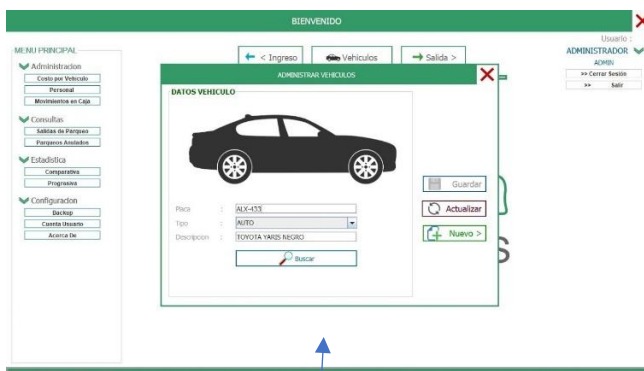 BIENVENIDO
Usuario :
ADMINISTRADOR
ADMIN
>> Cerrar Sesión
>> Salir
MENU PRINCIPAL
Administracion
Costo por Vehiculo
Personal
Movimientos en Caja
Consultas
Salidas de Parqueo
Parqueos Anulados
Estadistica
Comparativa
Progresiva
Configuracion
Backup
Cuenta Usuario
Acerca De
< Ingreso
Vehiculos
Salida >
ADMINISTRAR VEHICULOS
DATOS VEHICULO
Placa : ALX-455
Tipo : AUTO
Descripcion : TOYOTA YARIS NEGRO
Buscar
Guardar
Actualizar
Nuevo >
S